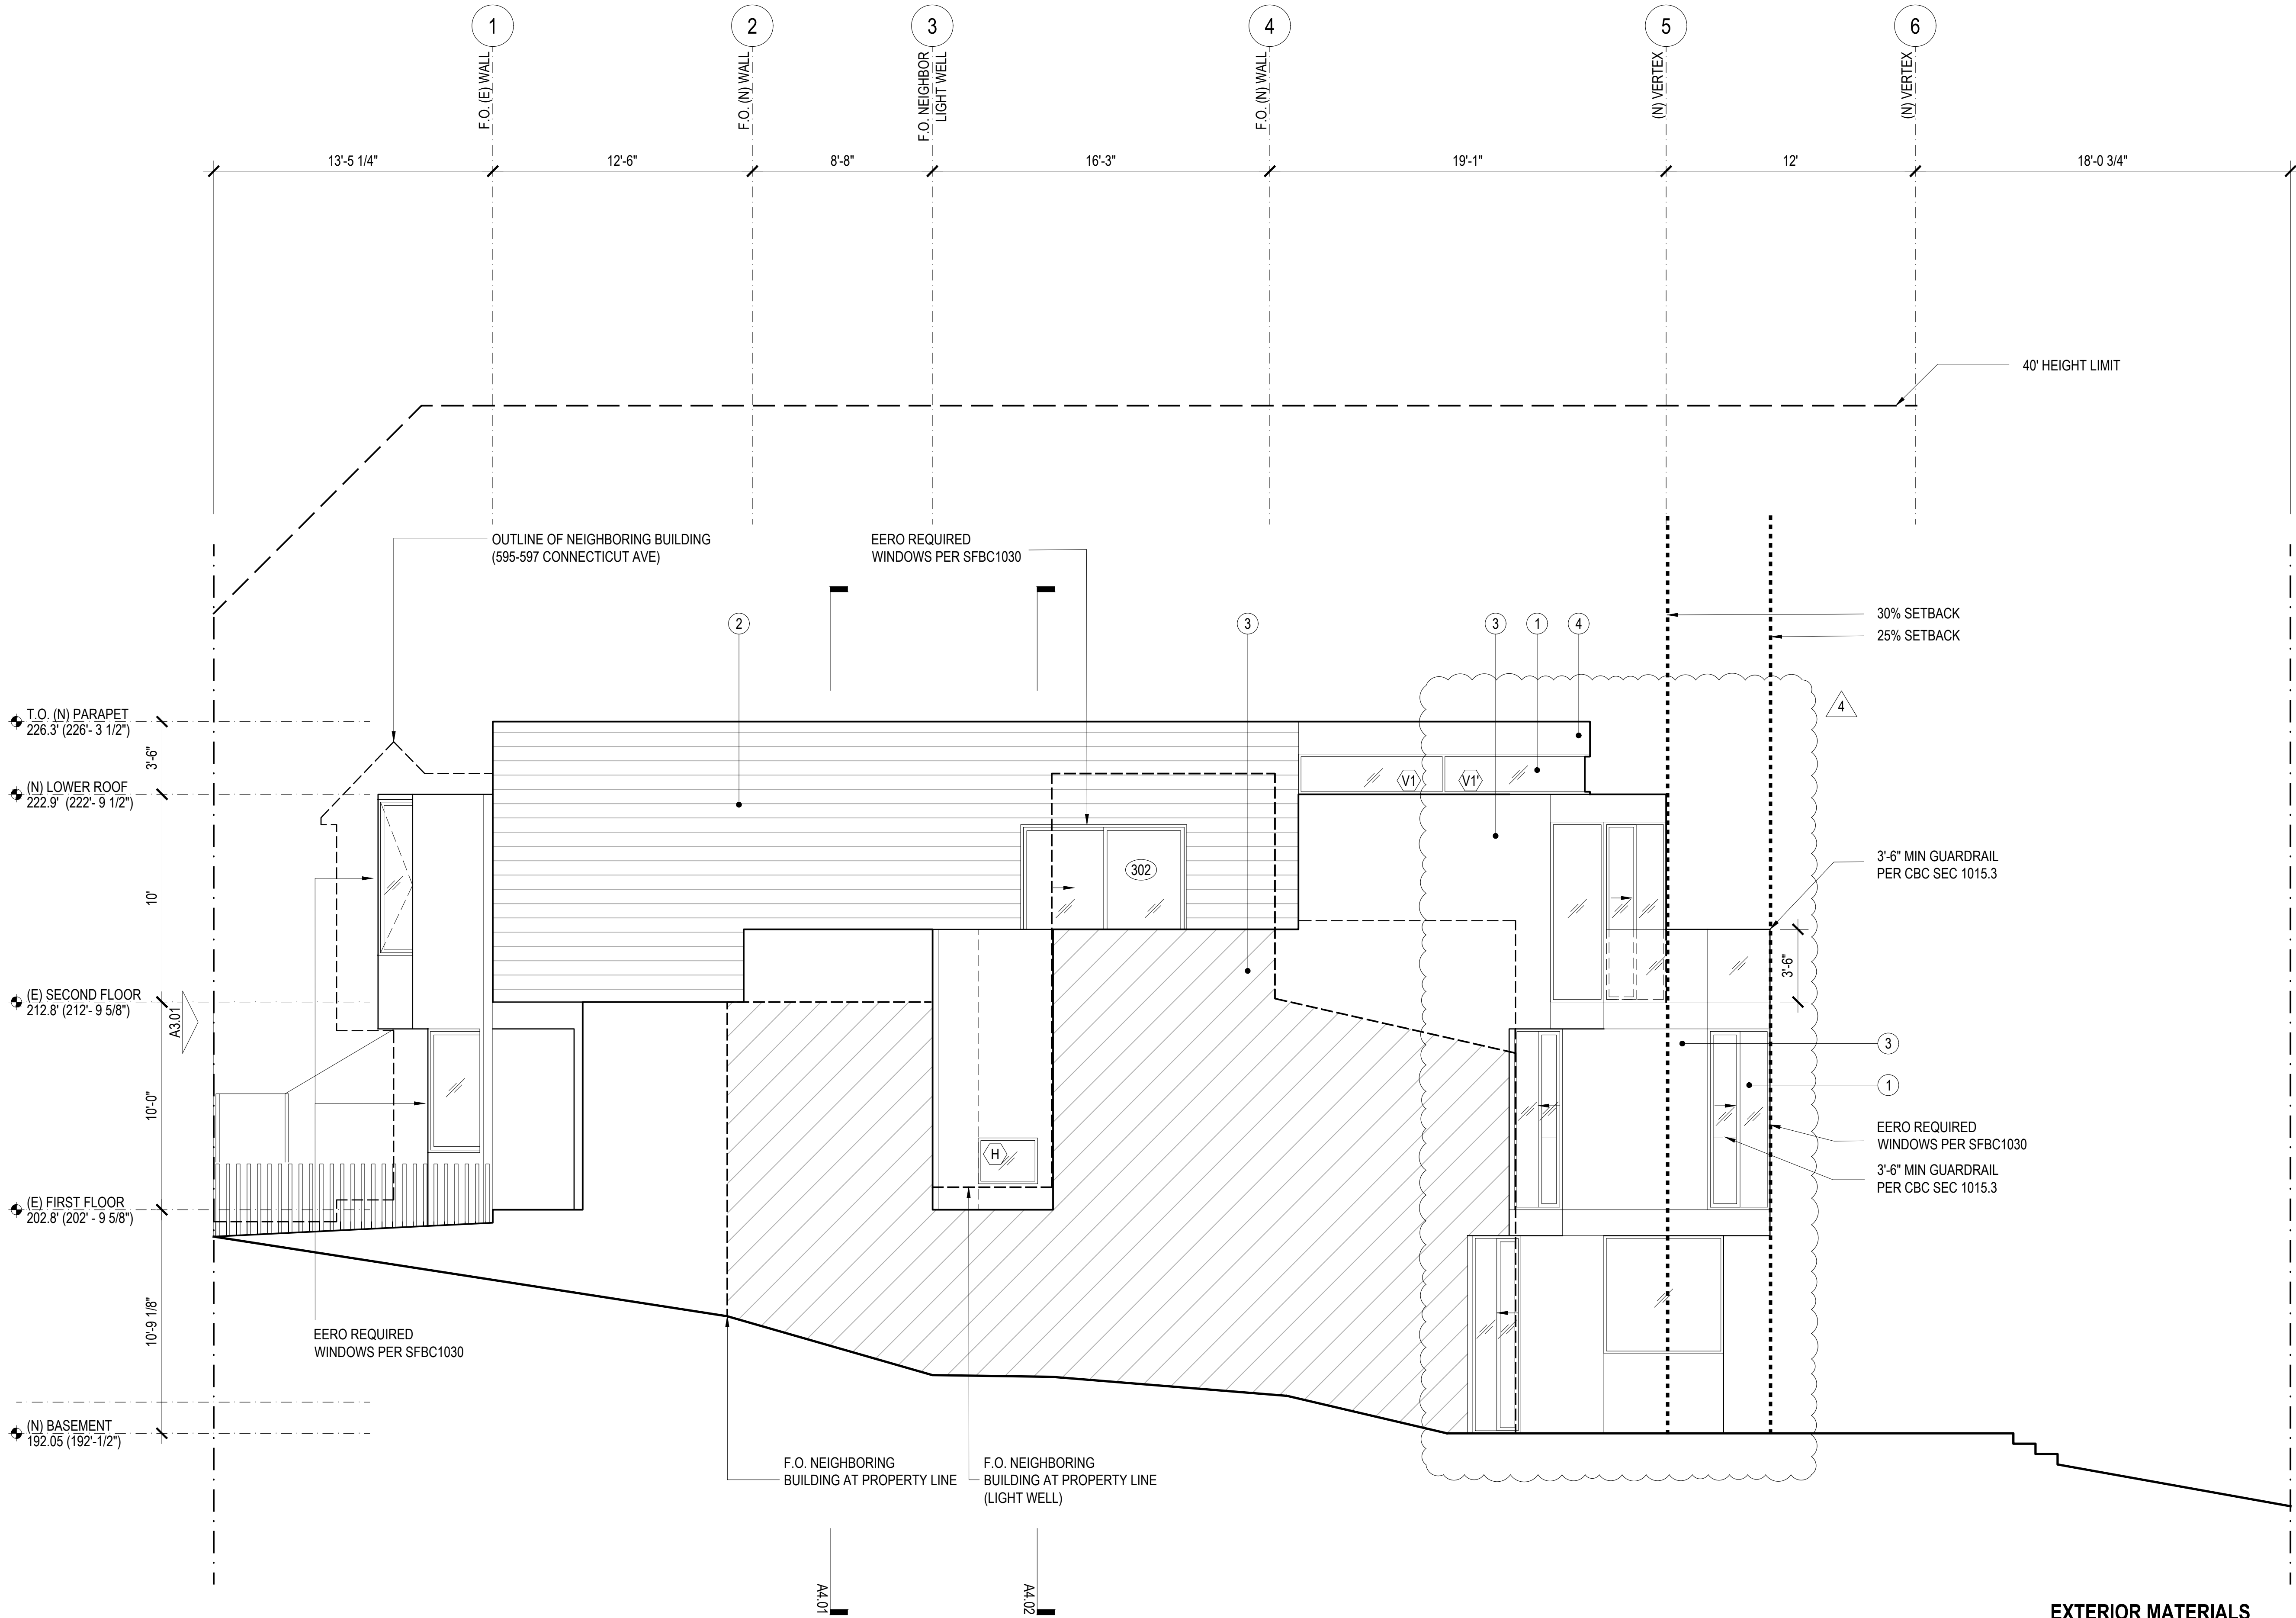 1
2
3
4
5
6
F.O. (E) WALL
F.O. (N) WALL
F.O. NEIGHBOR
LIGHT WELL
F.O. (N) WALL
(N) VERTEX
(N) VERTEX
13'-5 1/4"
12'-6"
8'-8"
16'-3"
19'-1"
12'
18'-0 3/4"
40' HEIGHT LIMIT
OUTLINE OF NEIGHBORING BUILDING
(595-597 CONNECTICUT AVE)
EERO REQUIRED
WINDOWS PER SFBC1030
30% SETBACK
25% SETBACK
2
3
3
1
4
4
T.O. (N) PARAPET
226.3' (226'- 3 1/2")
3'-6"
(N) LOWER ROOF
222.9' (222'- 9 1/2")
V1
V1'
302
10'
3'-6" MIN GUARDRAIL
PER CBC SEC 1015.3
3'-6"
(E) SECOND FLOOR
212.8' (212'- 9 5/8")
A3.01
3
1
10'-0"
EERO REQUIRED
WINDOWS PER SFBC1030
H
3'-6" MIN GUARDRAIL
PER CBC SEC 1015.3
(E) FIRST FLOOR
202.8' (202' - 9 5/8")
10'-9 1/8"
EERO REQUIRED
WINDOWS PER SFBC1030
(N) BASEMENT
192.05 (192'-1/2")
F.O. NEIGHBORING
BUILDING AT PROPERTY LINE
F.O. NEIGHBORING
BUILDING AT PROPERTY LINE
(LIGHT WELL)
A4.01
A4.02
EXTERIOR MATERIALS